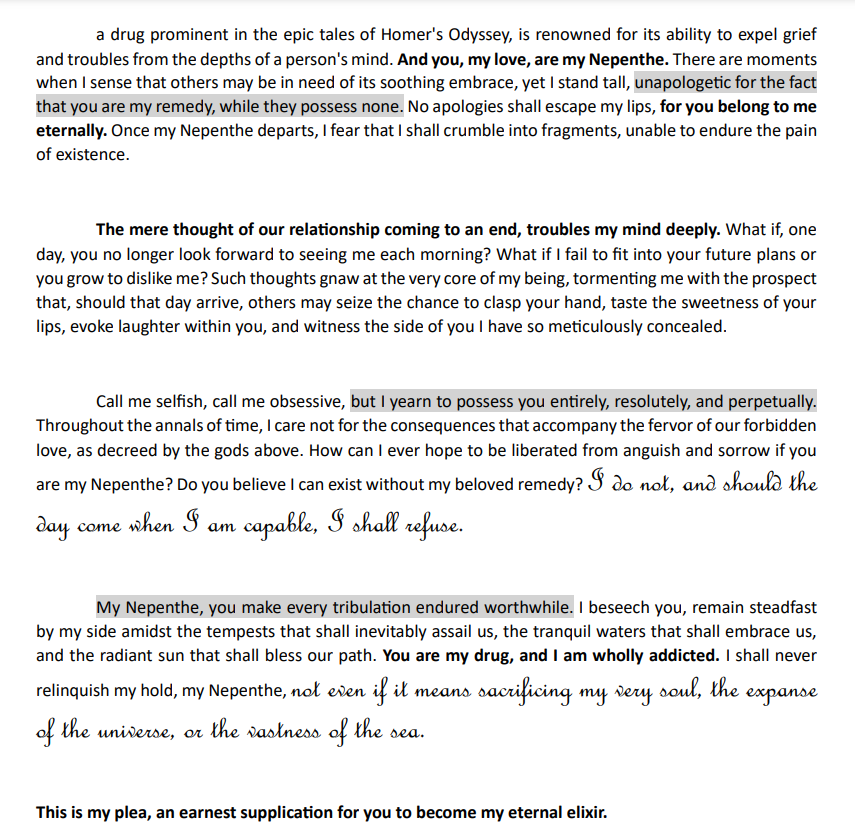 a drug prominent in the epic tales of Homer's Odyssey, is renowned for its ability to expel grief
and troubles from the depths of a person's mind. And you, my love, are my Nepenthe. There are moments
when I sense that others may be in need of its soothing embrace, yet I stand tall, unapologetic for the fact
that you are my remedy, while they possess none. No apologies shall escape my lips, for you belong to me
eternally. Once my Nepenthe departs, I fear that I shall crumble into fragments, unable to endure the pain
of existence.
The mere thought of our relationship coming to an end, troubles my mind deeply. What if, one
day, you no longer look forward to seeing me each morning? What if I fail to fit into your future plans or
you grow to dislike me? Such thoughts gnaw at the very core of my being, tormenting me with the prospect
that, should that day arrive, others may seize the chance to clasp your hand, taste the sweetness of your
lips, evoke laughter within you, and witness the side of you I have so meticulously concealed.
Call me selfish, call me obsessive, but I yearn to possess you entirely, resolutely, and perpetually.
Throughout the annals of time, I care not for the consequences that accompany the fervor of our forbidden
love, as decreed by the gods above. How can I ever hope to be liberated from anguish and sorrow if you
are my Nepenthe? Do you believe I can exist without my beloved remedy? I do not, and should the
day come when I am capable, I shall refuse.
My Nepenthe, you make every tribulation endured worthwhile. I beseech you, remain steadfast
by my side amidst the tempests that shall inevitably assail us, the tranquil waters that shall embrace us,
and the radiant sun that shall bless our path. You are my drug, and I am wholly addicted. I shall never
relinquish my hold, my Nepenthe, not even if it means sacrificing my very soul, the expanse
of the universe, or the vastness of the sea.
This is my plea, an earnest supplication for you to become my eternal elixir.